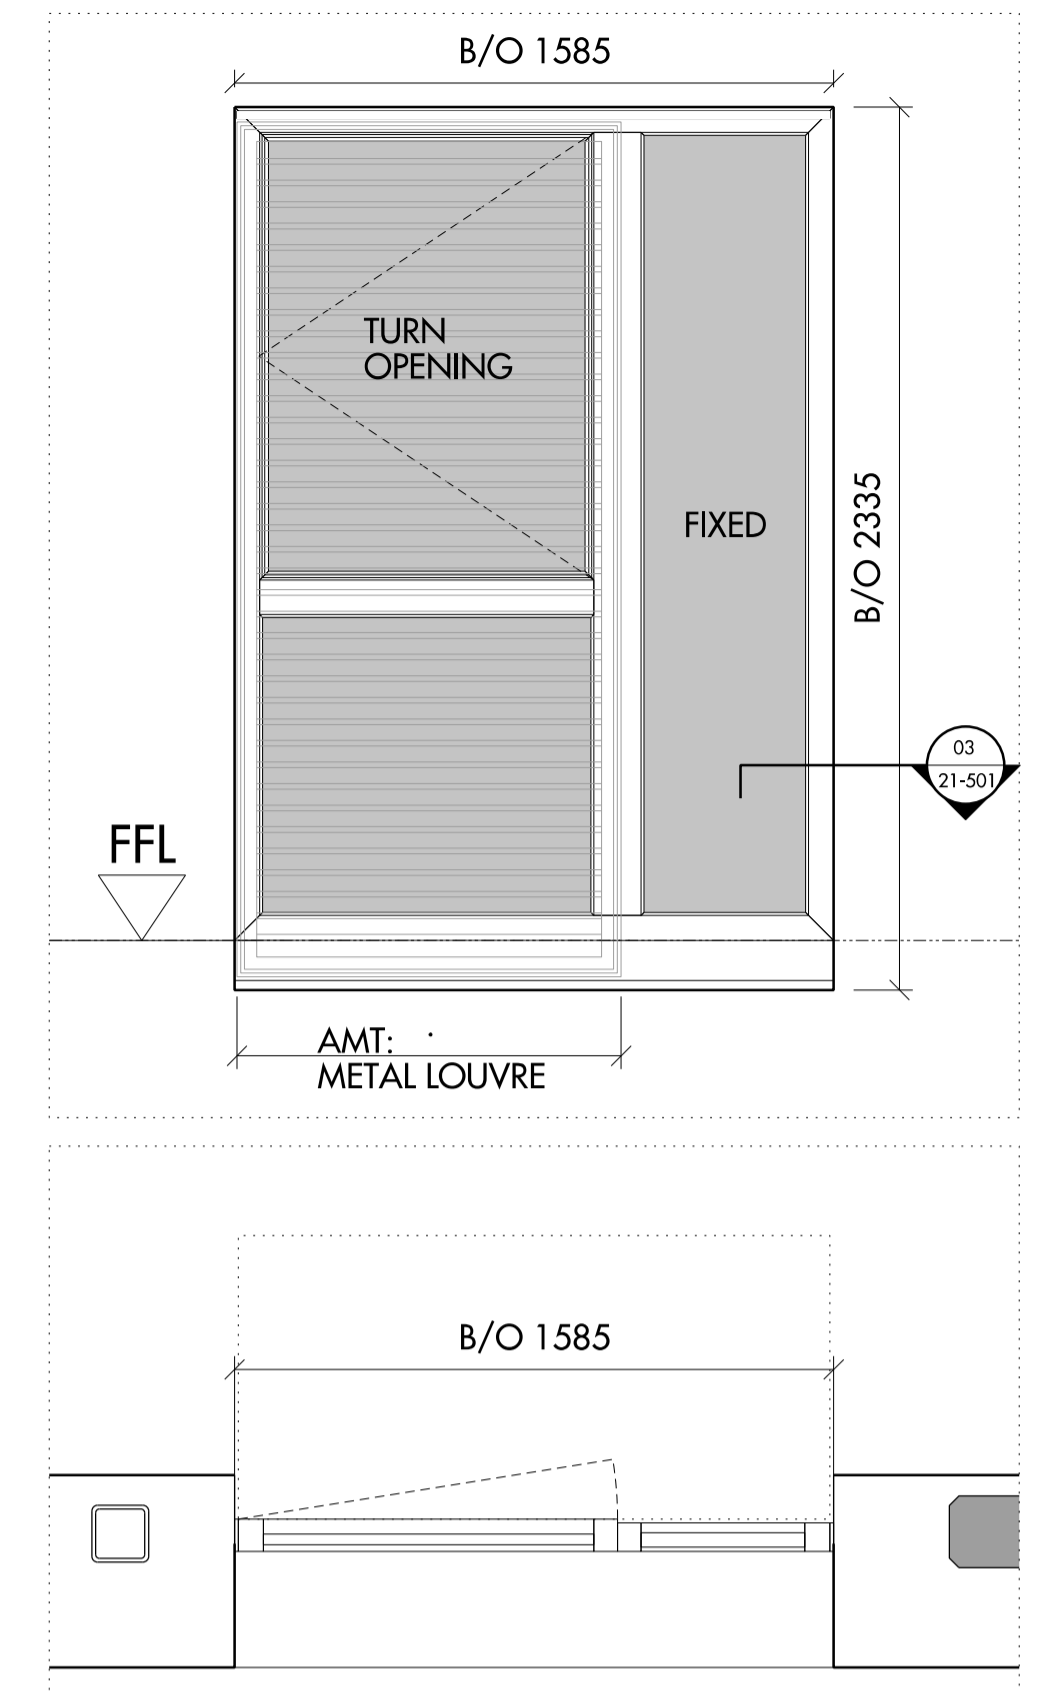 B/O 1585
TURN
OPENING
FIXED
B/O 2335
03
21-501
FFL
AMT:
METAL LOUVRE
B/O 1585